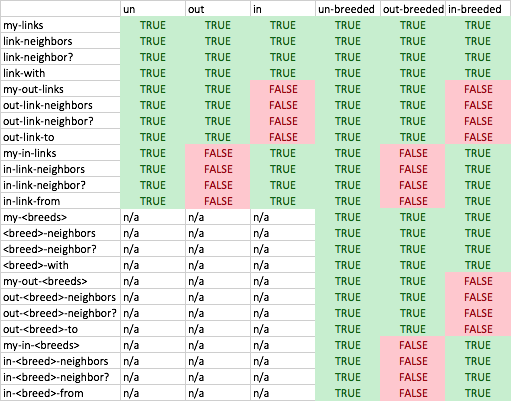 un out in un-breeded out-breeded in-breeded
my-links TRUE TRUE TRUE TRUE TRUE TRUE
link-neighbors TRUE TRUE TRUE TRUE TRUE TRUE
link-neighbor? TRUE TRUE TRUE TRUE TRUE TRUE
link-with TRUE TRUE TRUE TRUE TRUE TRUE
my-out-links TRUE TRUE FALSE TRUE TRUE FALSE
out-link-neighbors TRUE TRUE FALSE TRUE TRUE FALSE
out-link-neighbor? TRUE TRUE FALSE TRUE TRUE FALSE
out-link-to TRUE TRUE FALSE TRUE TRUE FALSE
my-in-links TRUE FALSE TRUE TRUE FALSE TRUE
in-link-neighbors TRUE FALSE TRUE TRUE FALSE TRUE
in-link-neighbor? TRUE FALSE TRUE TRUE FALSE TRUE
in-link-from TRUE FALSE TRUE TRUE FALSE TRUE
my-<breeds> n/a n/a n/a TRUE TRUE TRUE
<breed>-neighbors n/a n/a n/a TRUE TRUE TRUE
<breed>-neighbor? n/a n/a n/a TRUE TRUE TRUE
<breed>-with n/a n/a n/a TRUE TRUE TRUE
my-out-<breeds> n/a n/a n/a TRUE TRUE FALSE
out-<breed>-neighbors n/a n/a n/a TRUE TRUE FALSE
out-<breed>-neighbor? n/a n/a n/a TRUE TRUE FALSE
out-<breed>-to n/a n/a n/a TRUE TRUE FALSE
my-in-<breeds> n/a n/a n/a TRUE FALSE TRUE
in-<breed>-neighbors n/a n/a n/a TRUE FALSE TRUE
in-<breed>-neighbor? n/a n/a n/a TRUE FALSE TRUE
in-<breed>-from n/a n/a n/a TRUE FALSE TRUE